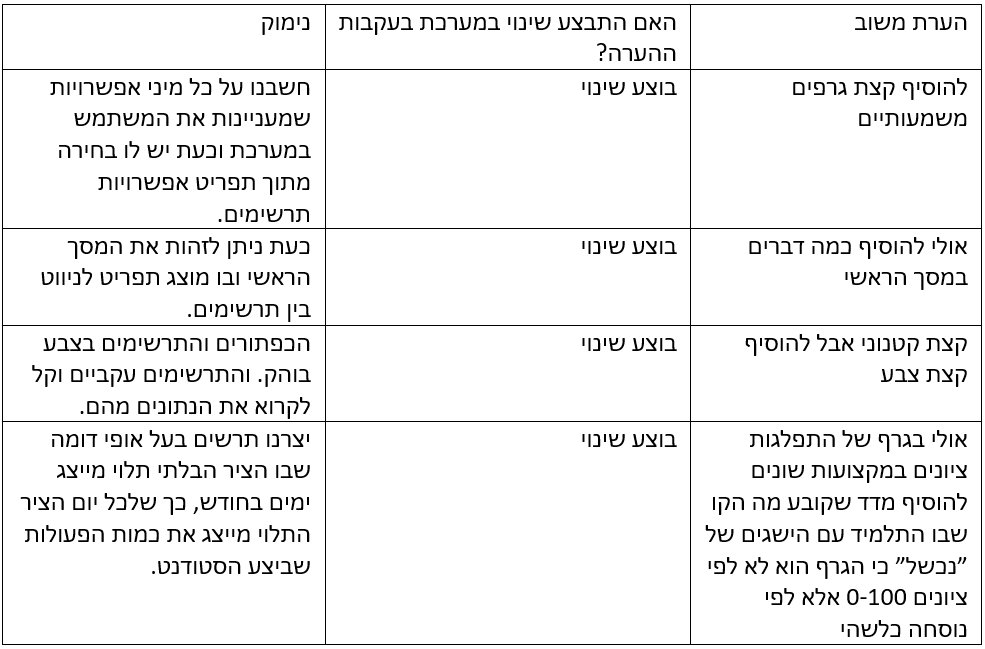 הערת משוב
האם התבצע שינוי במערכת בעקבות
ההערה?
נימוק
להוסיף קצת גרפים
משמעותיים
בוצע שינוי
חשבנו על כל מיני אפשרויות
שמעניינות את המשתמש
במערכת וכעת יש לו בחירה
מתוך תפריט אפשרויות
תרשימים.
אולי להוסיף כמה דברים
במסך הראשי
בוצע שינוי
כעת ניתן לזהות את המסך
הראשי ובו מוצג תפריט לניווט
בין תרשימים.
קצת קטנוני אבל להוסיף
קצת צבע
בוצע שינוי
הכפתורים והתרשימים בצבע
בוהק. והתרשימים עקביים וקל
לקרוא את הנתונים מהם.
אולי בגרף של התפלגות
ציונים במקצועות שונים
להוסיף מדד שקובע מה הקו
שבו התלמיד עם הישגים של
"נכשל" כי הגרף הוא לא לפי
ציונים 0-100 אלא לפי
נוסחה כלשהי
בוצע שינוי
יצרנו תרשים בעל אופי דומה
שבו הציר הבלתי תלוי מייצג
ימים בחודש, כך שלכל יום הציר
התלוי מייצג את כמות הפעולות
שביצע הסטודנט.